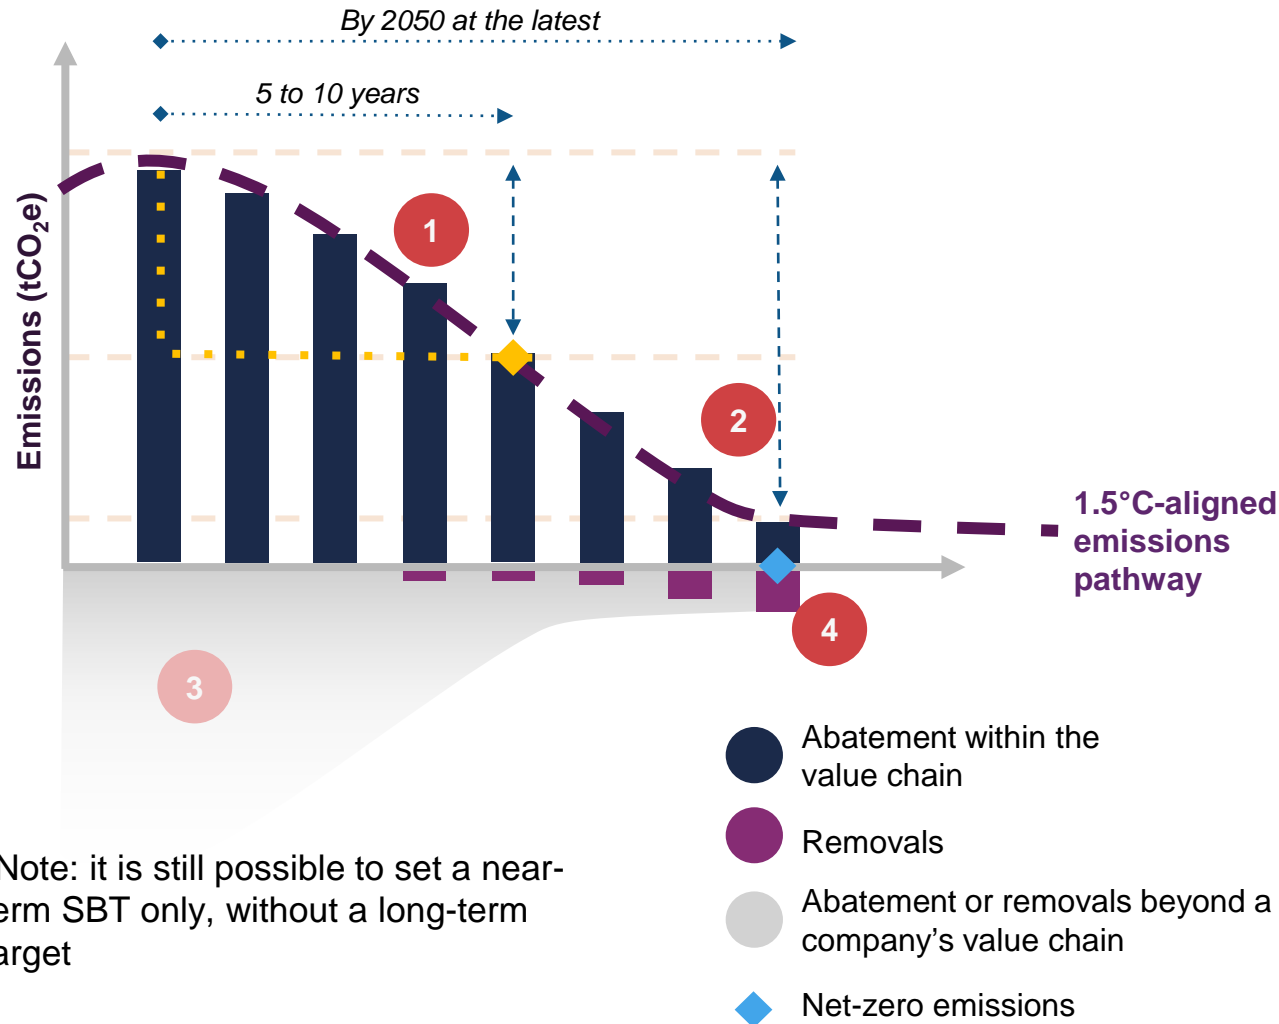 By 2050 at the latest
5 to 10 years
Emissions (tCO₂e)
1
2
1.5°C-aligned
emissions
pathway
4
3
Abatement within the
value chain
Removals
Note: it is still possible to set a near-
erm SBT only, without a long-term
arget
Abatement or removals beyond a
company's value chain
Net-zero emissions